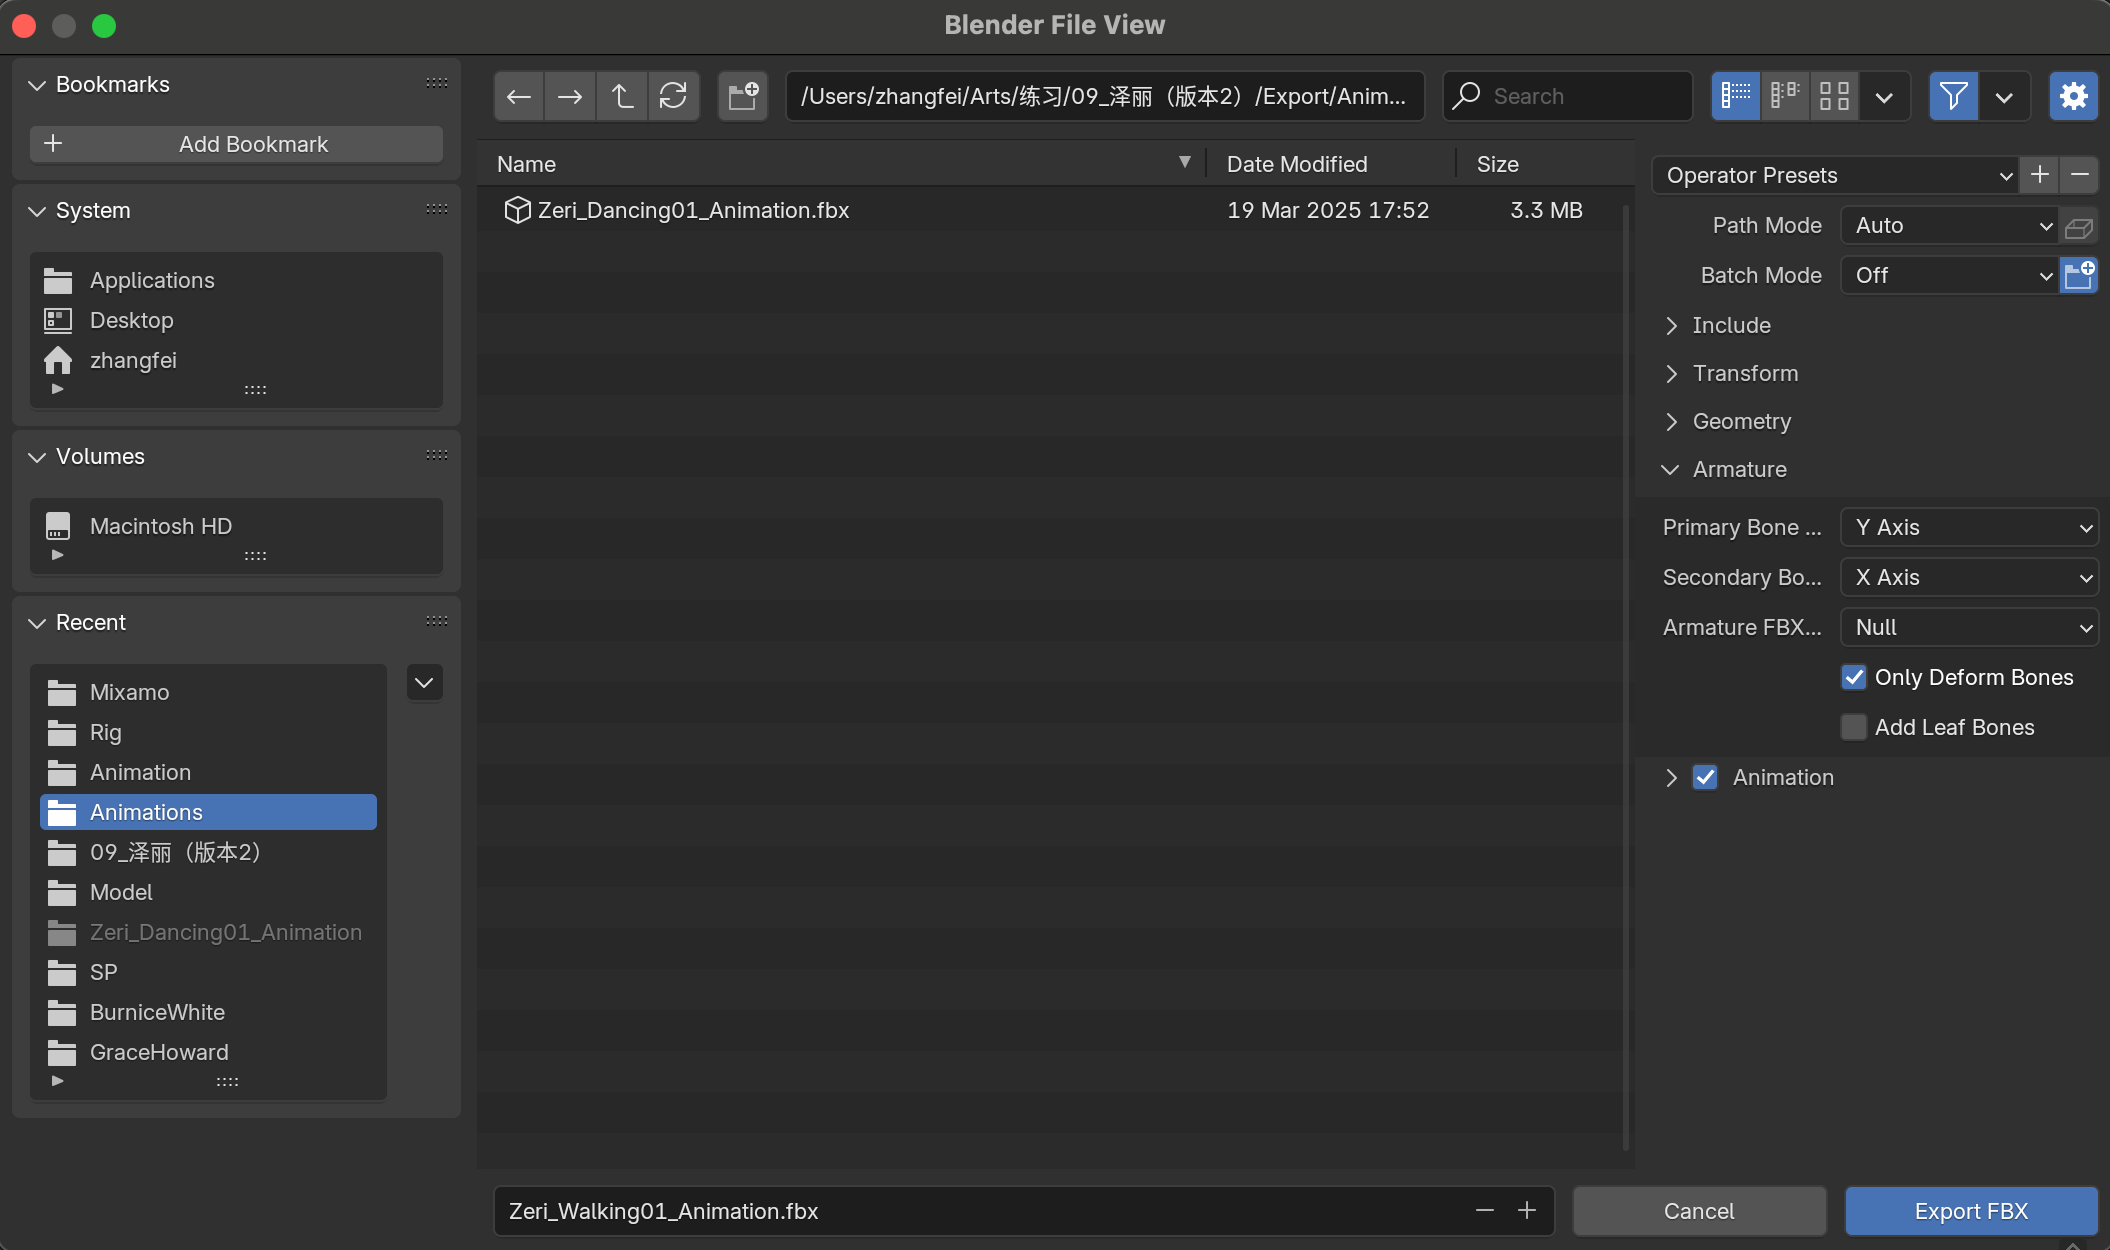 Blender File View
Bookmarks
Add Bookmark
System
Applications
Desktop
zhangfei
Volumes
Macintosh HD
Recent
Mixamo
Rig
Animation
Animations
09_泽丽（版本2）
Model
Zeri_Dancing01_Animation
SP
BurniceWhite
GraceHoward
/Users/zhangfei/Arts/练习/09_泽丽（版本2）/Export/Anim...
Search
Name Date Modified Size
Zeri_Dancing01_Animation.fbx 19 Mar 2025 17:52 3.3 MB
Operator Presets
Path Mode Auto
Batch Mode Off
Include
Transform
Geometry
Armature
Primary Bone ... Y Axis
Secondary Bo... X Axis
Armature FBX... Null
Only Deform Bones
Add Leaf Bones
Animation
Zeri_Walking01_Animation.fbx
Cancel
Export FBX